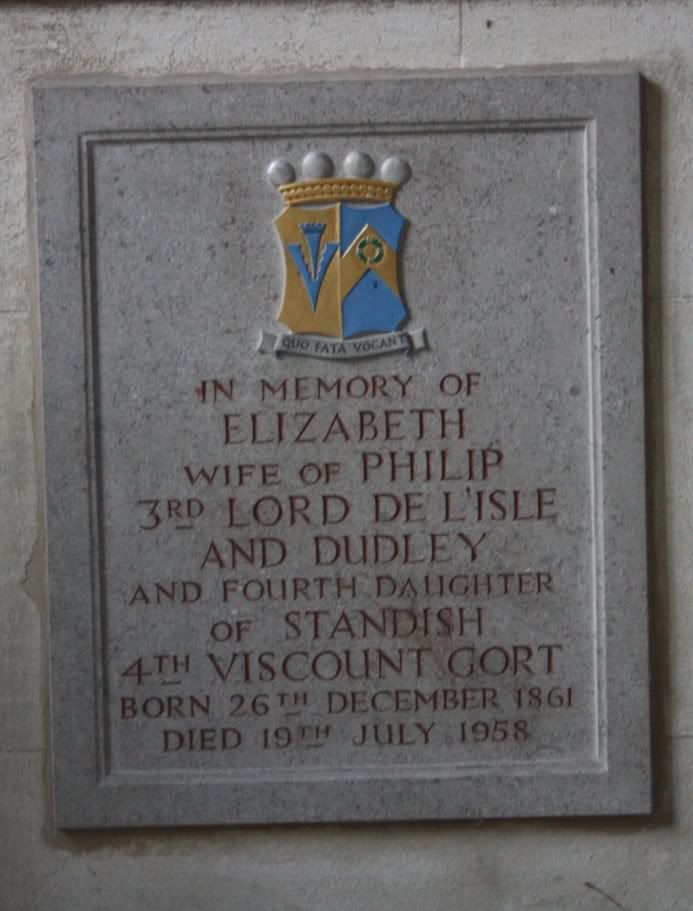 QUO FATA VOCANT
IN MEMORY OF
ELIZABETH
WIFE OF PHILIP
3RD LORD DE L'ISLE
AND DUDLEY
AND FOURTH DAUGHTER
OF STANDISH
4TH VISCOUNT GORT
BORN 26TH DECEMBER 1861
DIED 19TH JULY 1958